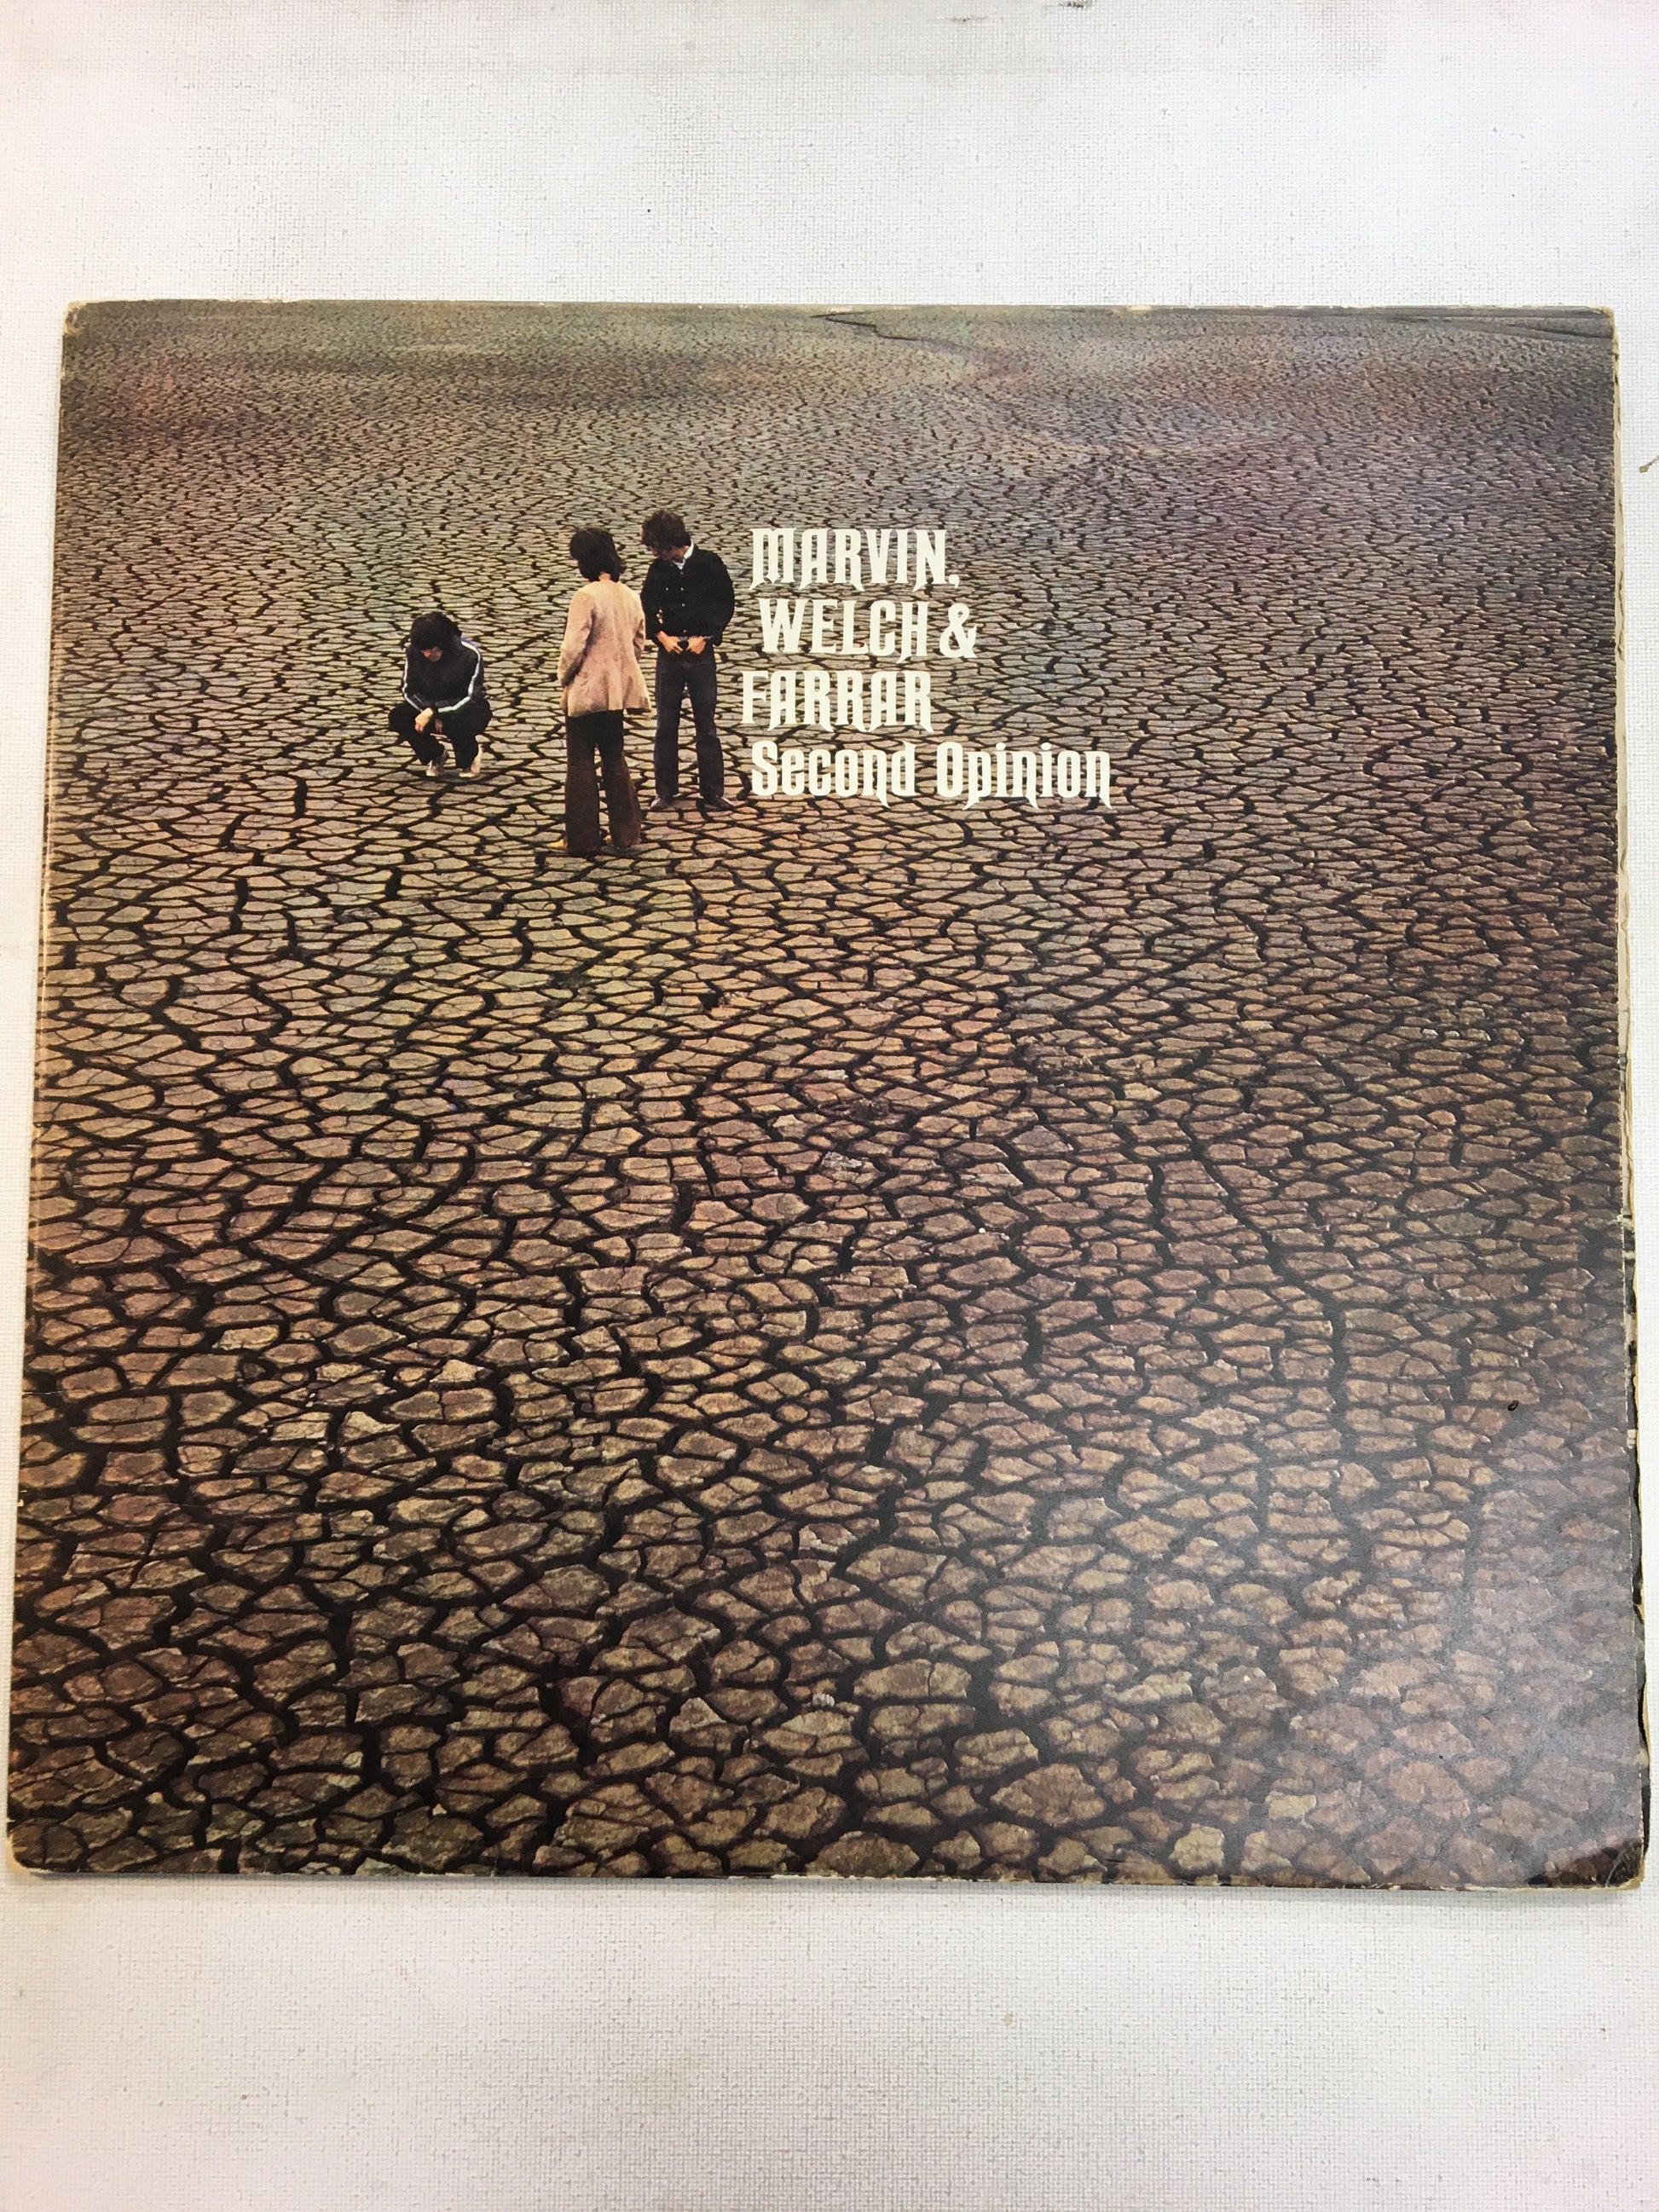 MARVIN,
WELCH &
FARRAR
Second Opinion